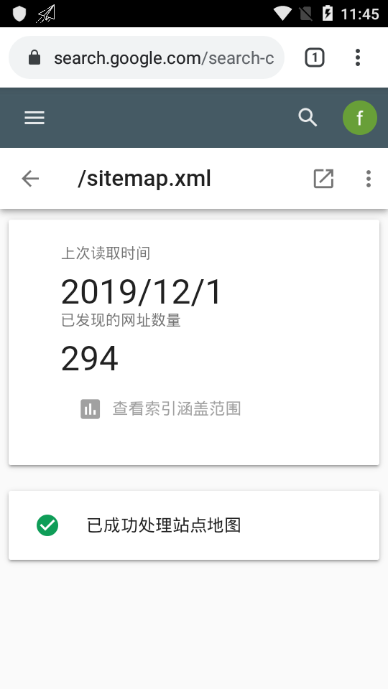 11:45
search.google.com/search-c
1
f
/sitemap.xml
上次读取时间
2019/12/1
已发现的网址数量
294
查看索引涵盖范围
已成功处理站点地图